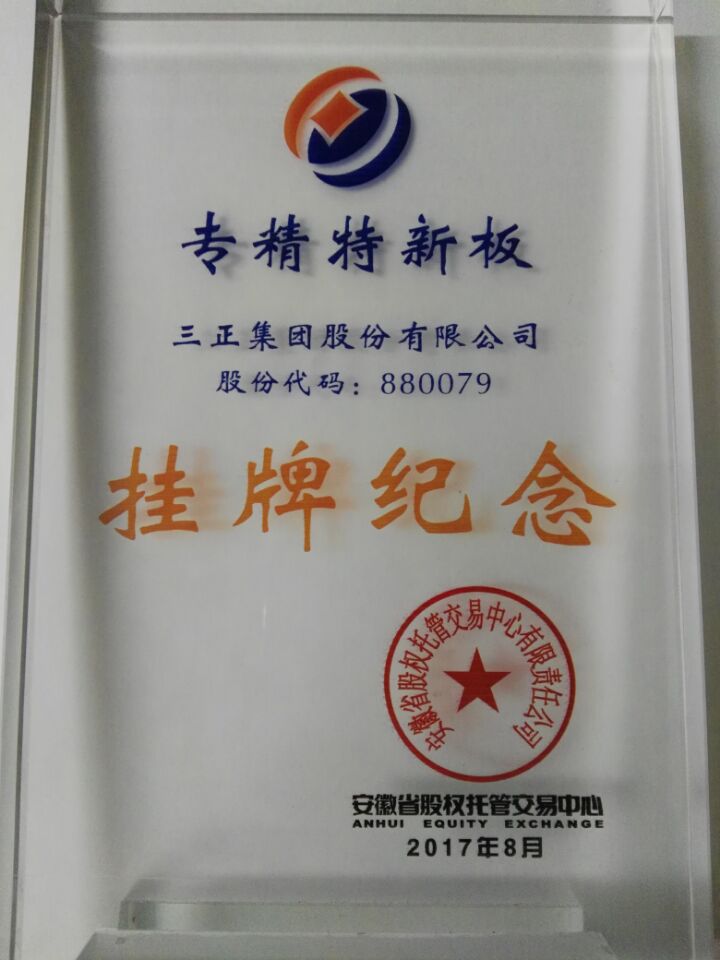 专精特新板
三正集团股份有限公司
股份代码：880079
挂牌纪念
安徽省股权托管交易中心有限责任公司
安徽省股权托管交易中心
ANHUI EQUITY EXCHANGE
2017年8月